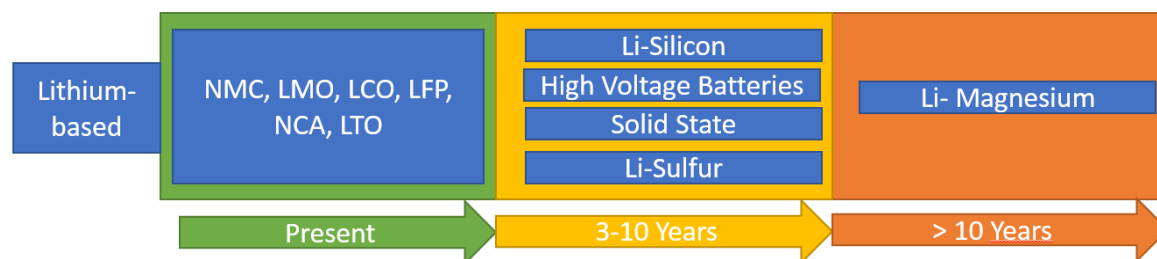 Lithium-
based
NMC, LMO, LCO, LFP,
NCA, LTO
Li-Silicon
High Voltage Batteries
Solid State
Li-Sulfur
Li- Magnesium
Present
3-10 Years
> 10 Years